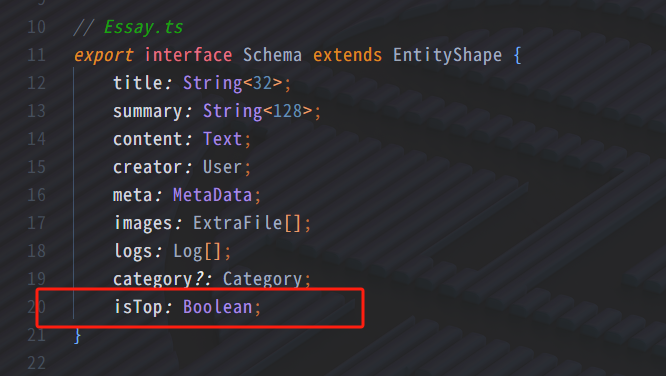 10 // Essay.ts
11 export interface Schema extends EntityShape {
12 title: String<32>;
13 summary: String<128>;
14 content: Text;
15 creator: User;
16 meta: MetaData;
17 images: ExtraFile[];
18 logs: Log[];
19 category?: Category;
20 isTop: Boolean;
21 }
22